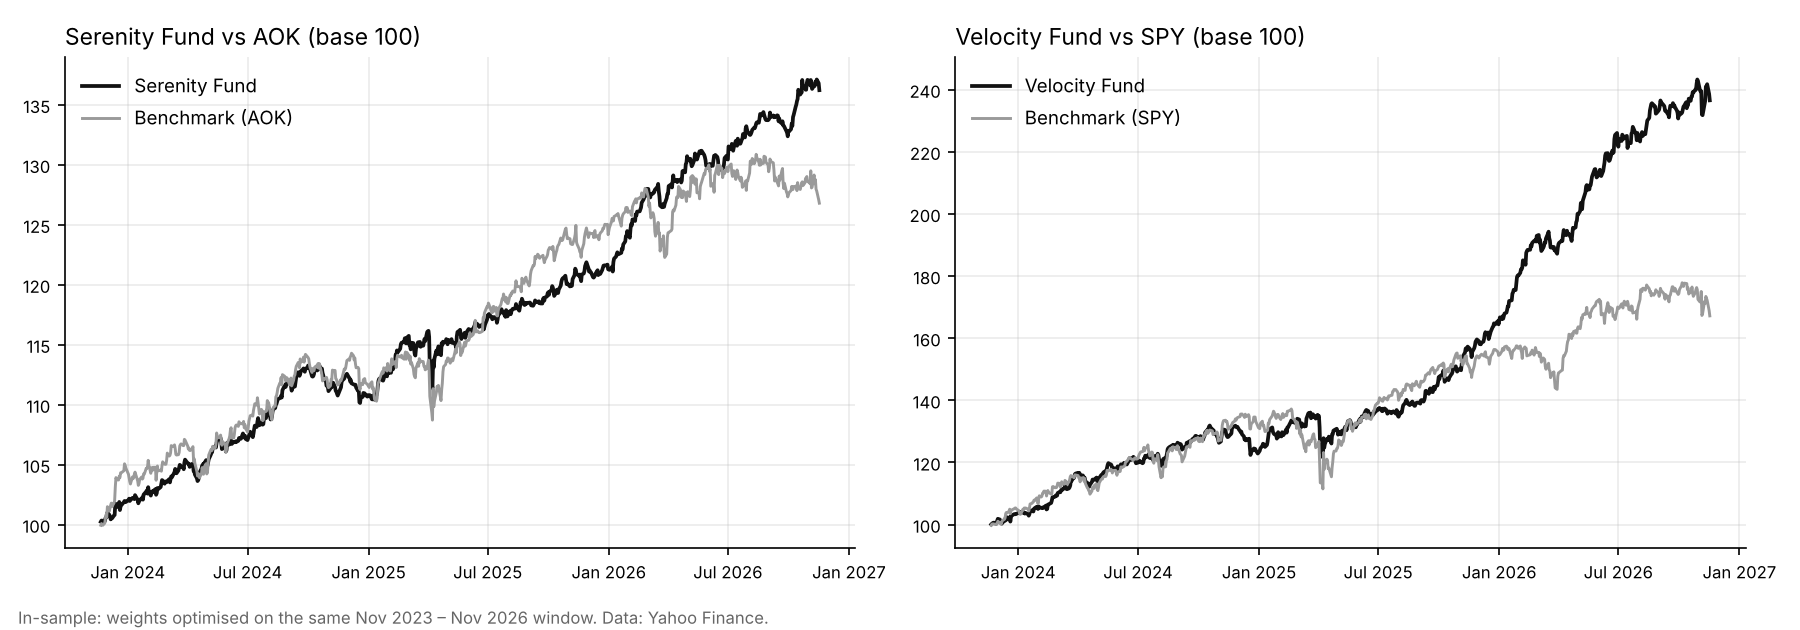 Serenity Fund vs AOK (base 100)
Serenity Fund
Benchmark (AOK)
135
130
125
120
115
110
105
100
Jan 2024 Jul 2024 Jan 2025 Jul 2025 Jan 2026 Jul 2026 Jan 2027
Velocity Fund vs SPY (base 100)
Velocity Fund
Benchmark (SPY)
240
220
200
180
160
140
120
100
Jan 2024 Jul 2024 Jan 2025 Jul 2025 Jan 2026 Jul 2026 Jan 2027
In-sample: weights optimised on the same Nov 2023 – Nov 2026 window. Data: Yahoo Finance.